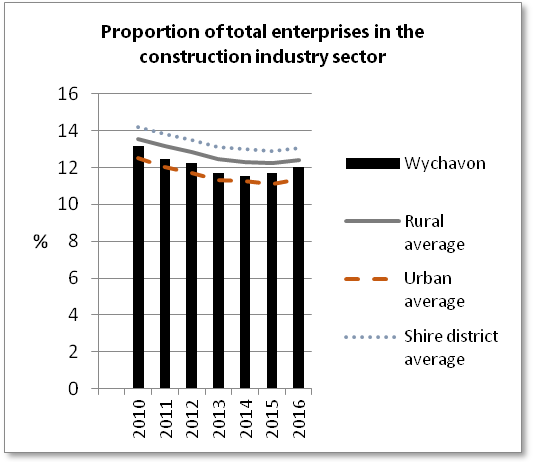 Proportion of total enterprises in the
construction industry sector
16
14
12
10
8
6
4
2
0
%
2010
2011
2012
2013
2014
2015
2016
Wychavon
Rural
average
Urban
average
Shire district
average